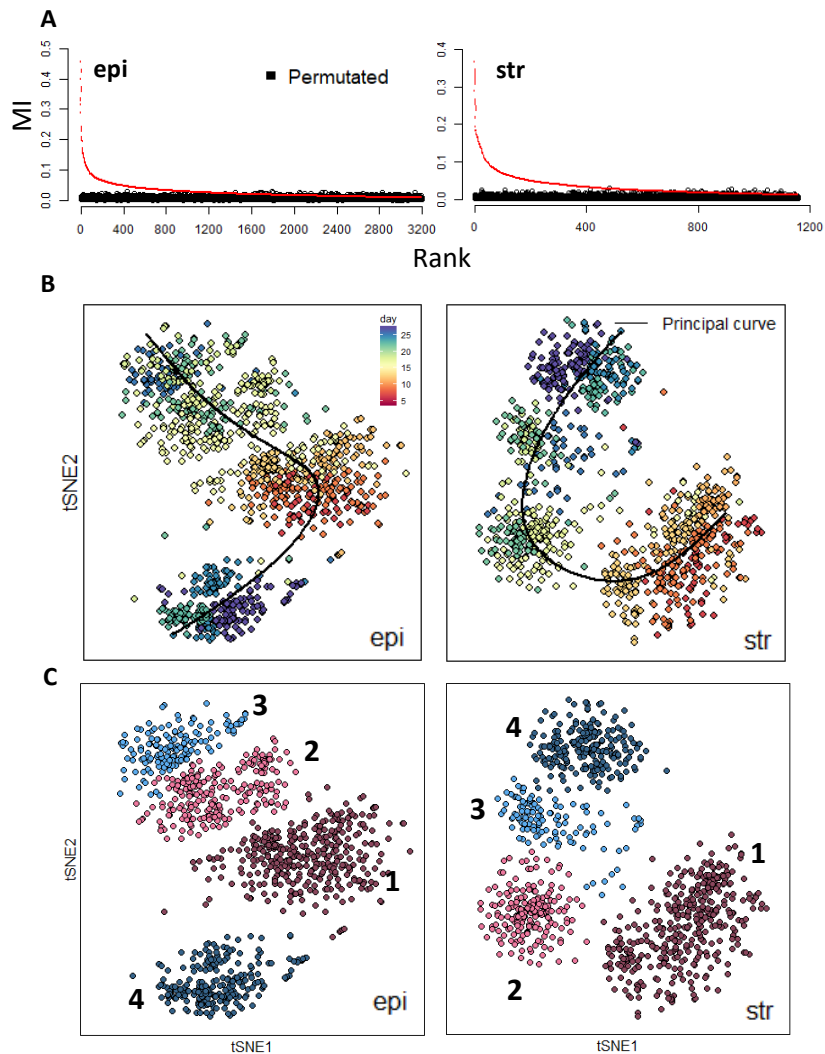 A
epi
■ Permutated
str
MI
0.0 0.1 0.2 0.3 0.4 0.5
0.0 0.1 0.2 0.3 0.4
0 400 800 1200 1600 2000 2400 2800 3200
0 400 800 1200
Rank
B
day
25
20
15
10
5
Principal curve
tSNE2
epi
str
C
3
2
1
4
epi
4
3
1
2
str
tSNE2
tSNE1
tSNE1